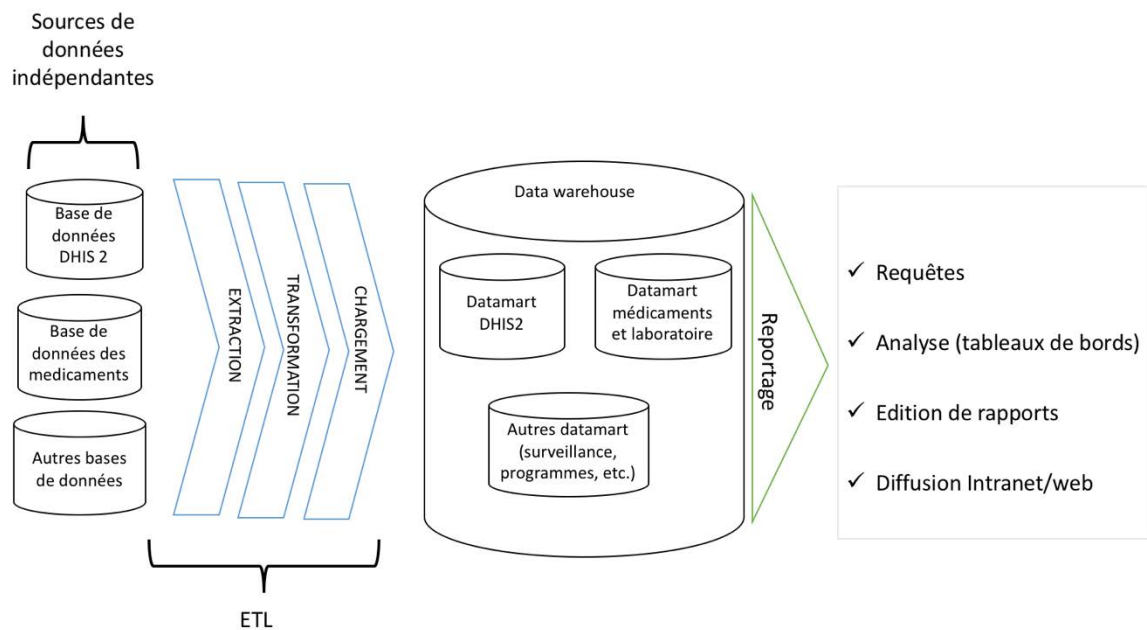 Sources de
données
indépendantes
Base de
données
DHIS 2
Base de
données des
medicaments
Autres bases
de données
EXTRACTION
TRANSFORMATION
CHARGEMENT
ETL
Data warehouse
Datamart
DHIS2
Datamart
médicaments
et laboratoire
Autres datamart
(surveillance,
programmes, etc.)
Reportage
✓ Requêtes
✓ Analyse (tableaux de bords)
✓ Edition de rapports
✓ Diffusion Intranet/web